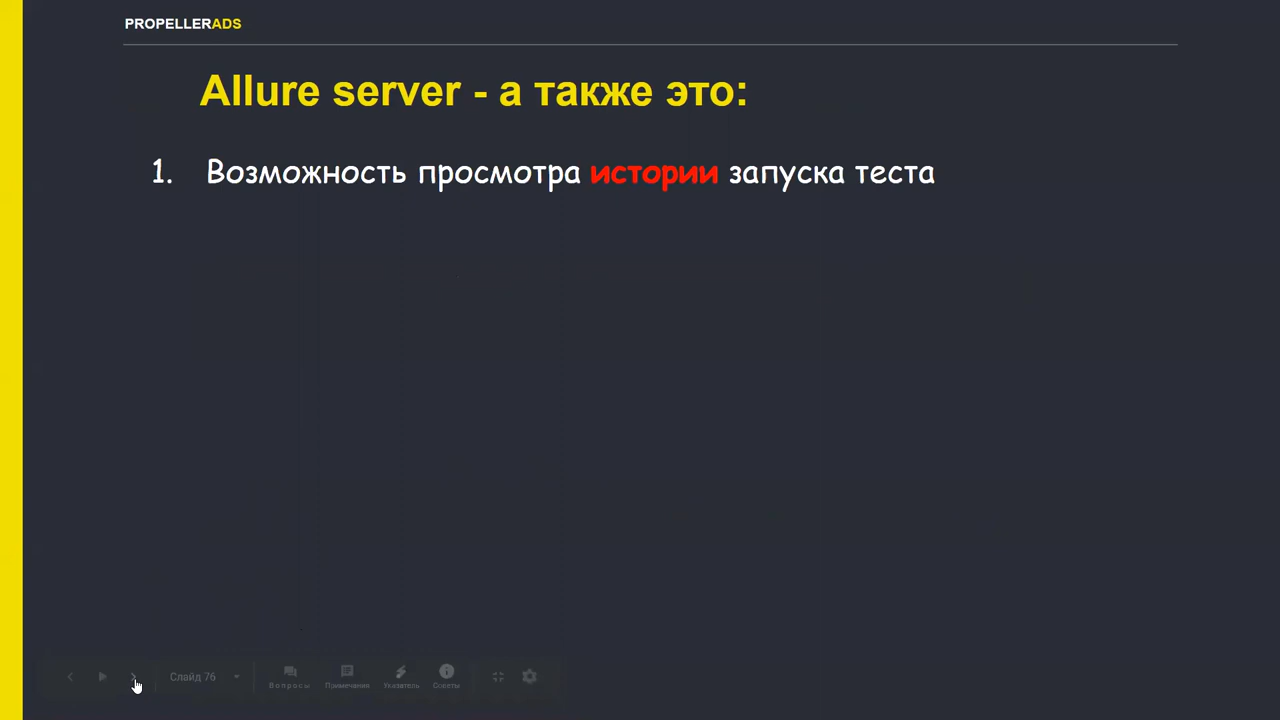 PROPELLERADS
Allure server - а также это:
1. Возможность просмотра истории запуска теста
Слайд 76
Вопросы
Примечания
Указатель
Советы